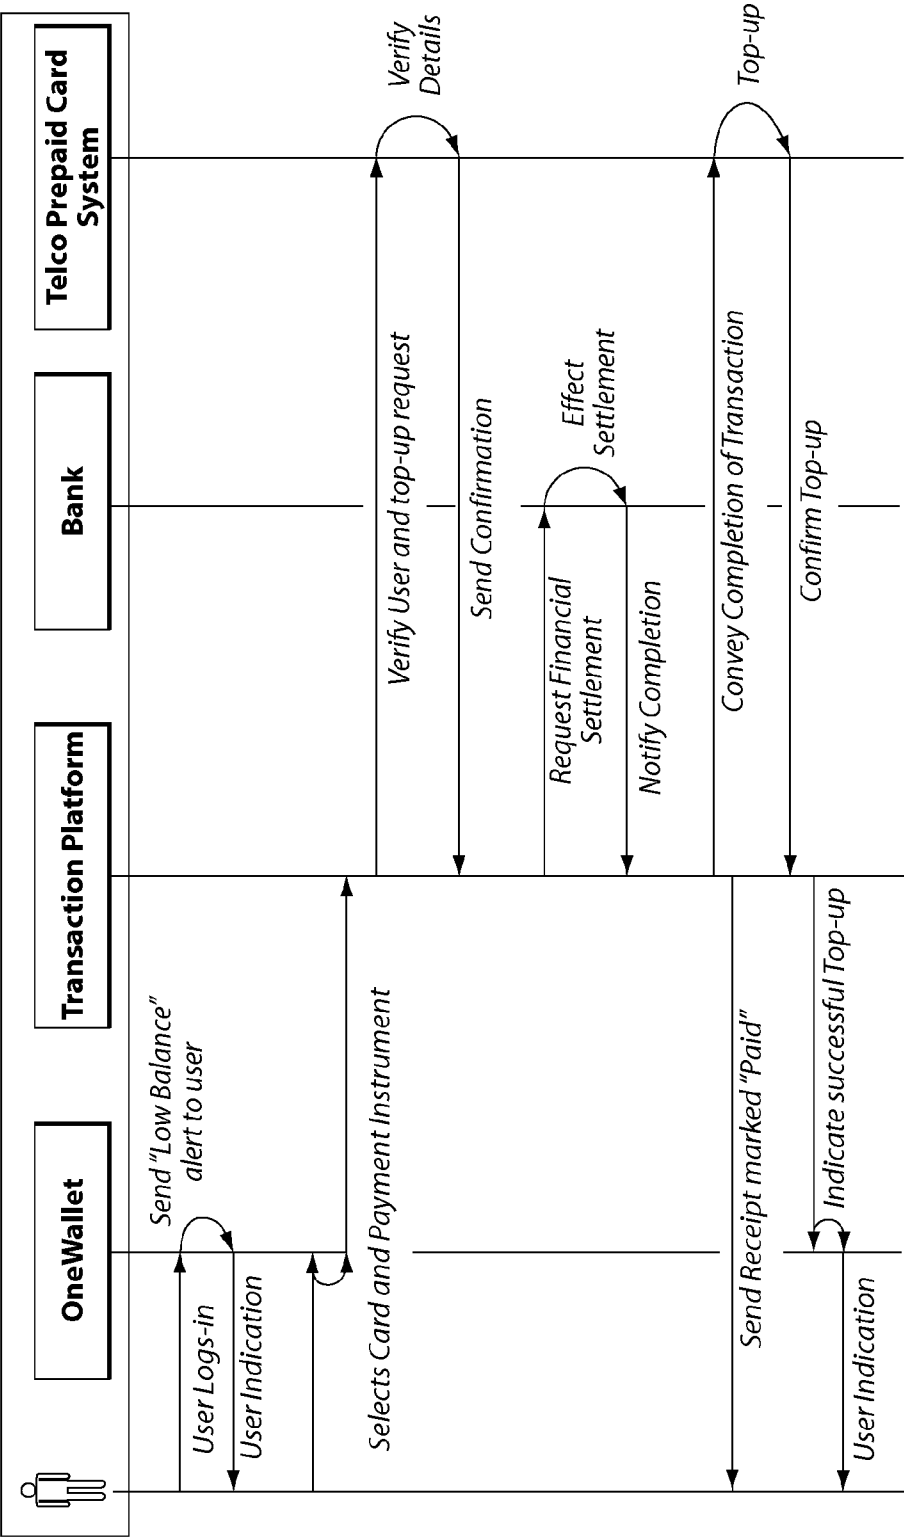 OneWallet
Transaction Platform
Bank
Telco Prepaid Card
System
User Logs-in
Send “Low Balance”
alert to user
User Indication
Selects Card and Payment Instrument
Verify User and top-up request
Verify
Details
Send Confirmation
Request Financial
Settlement
Effect
Settlement
Notify Completion
Convey Completion of Transaction
Top-up
Send Receipt marked “Paid”
Confirm Top-up
Indicate successful Top-up
User Indication